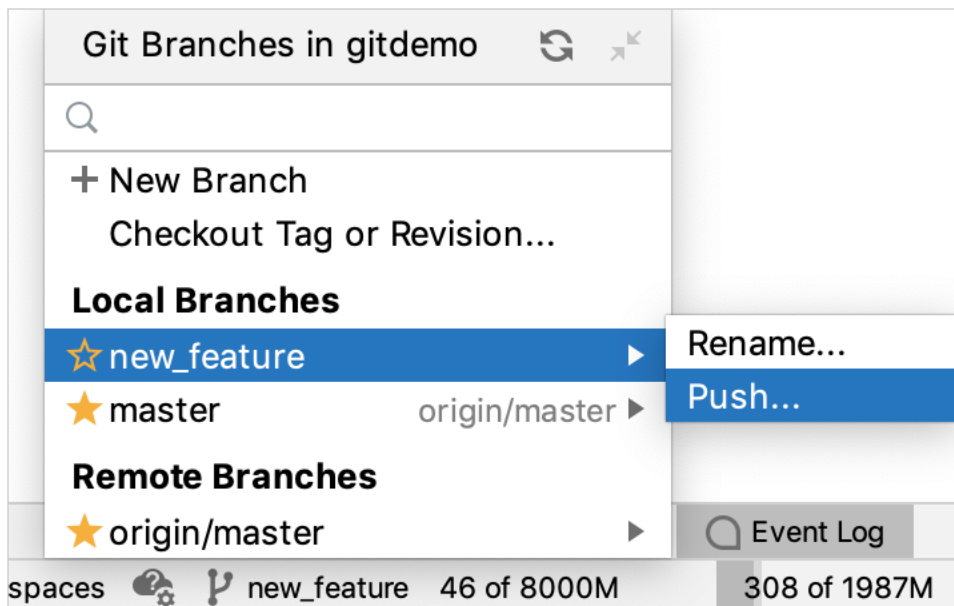 Git Branches in gitdemo
New Branch
Checkout Tag or Revision...
Local Branches
new_feature
Rename...
Push...
master origin/master
Remote Branches
origin/master
Event Log
spaces new_feature 46 of 8000M 308 of 1987M